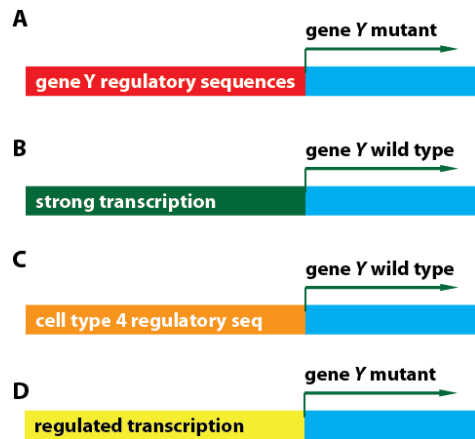 A
gene Y mutant
gene Y regulatory sequences
B
gene Y wild type
strong transcription
C
gene Y wild type
cell type 4 regulatory seq
D
gene Y mutant
regulated transcription